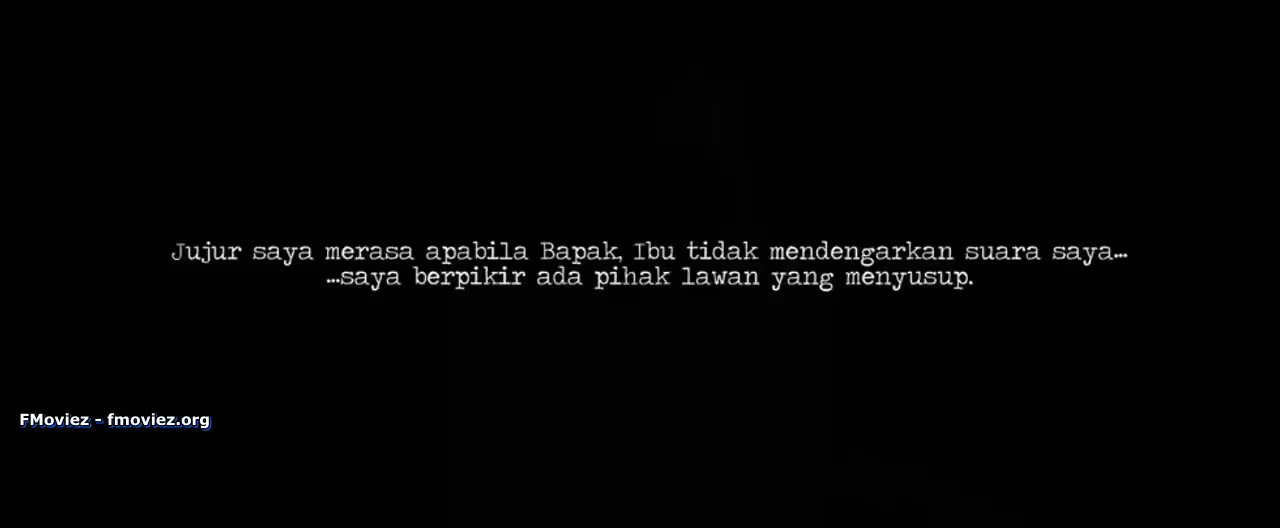 Jujur saya merasa apabila Bapak, Ibu tidak mendengarkan suara saya...
...saya berpikir ada pihak lawan yang menyusup.
FMoviez - fmoviez.org